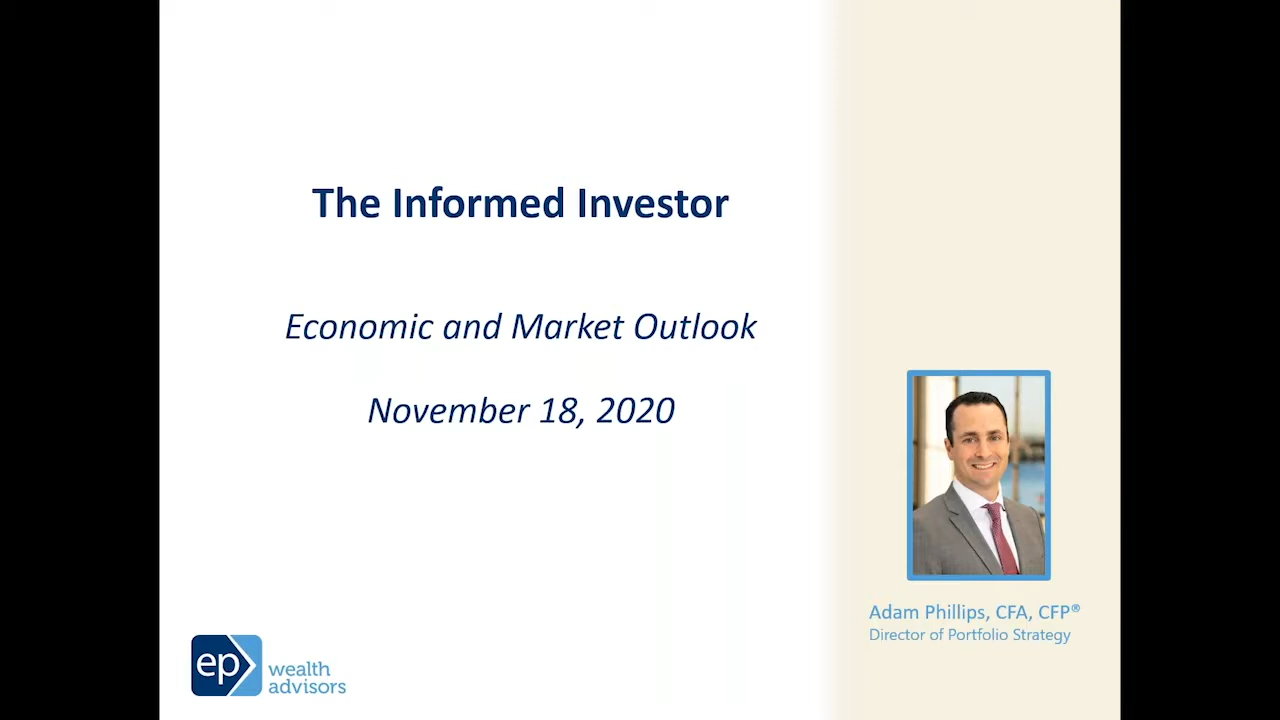 The Informed Investor
Economic and Market Outlook
November 18, 2020
Adam Phillips, CFA, CFP®
Director of Portfolio Strategy
ep
wealth
advisors